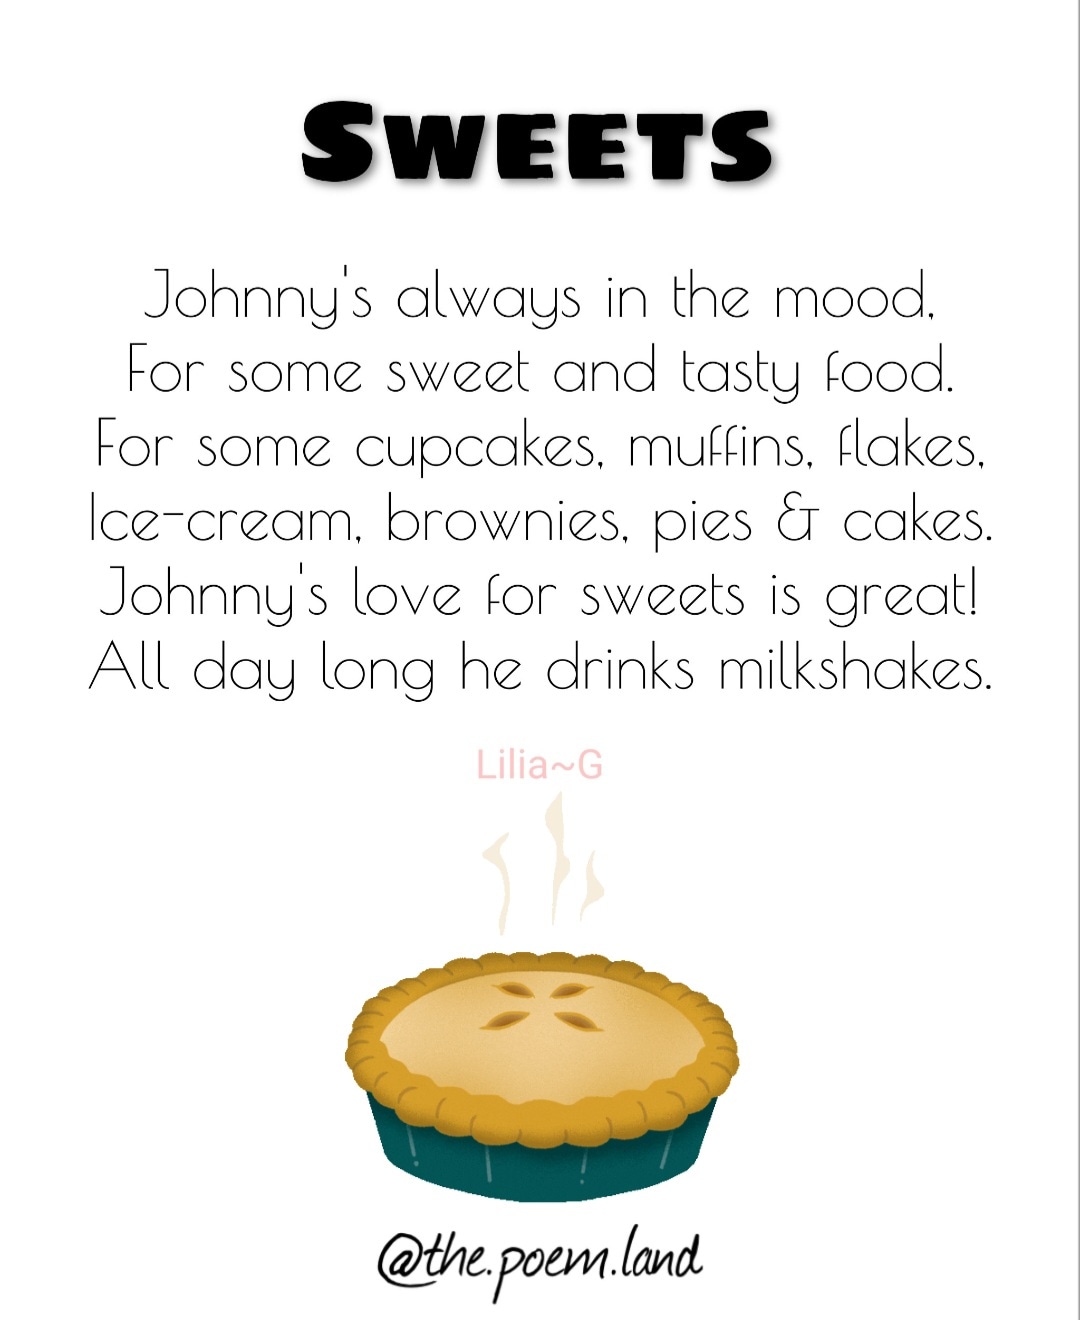 Sweets
Johnny's always in the mood,
For some sweet and tasty food.
For some cupcakes, muffins, flakes,
Ice-cream, brownies, pies & cakes.
Johnny's love for sweets is great!
All day long he drinks milkshakes.
Lilia~G
@the.poem.land